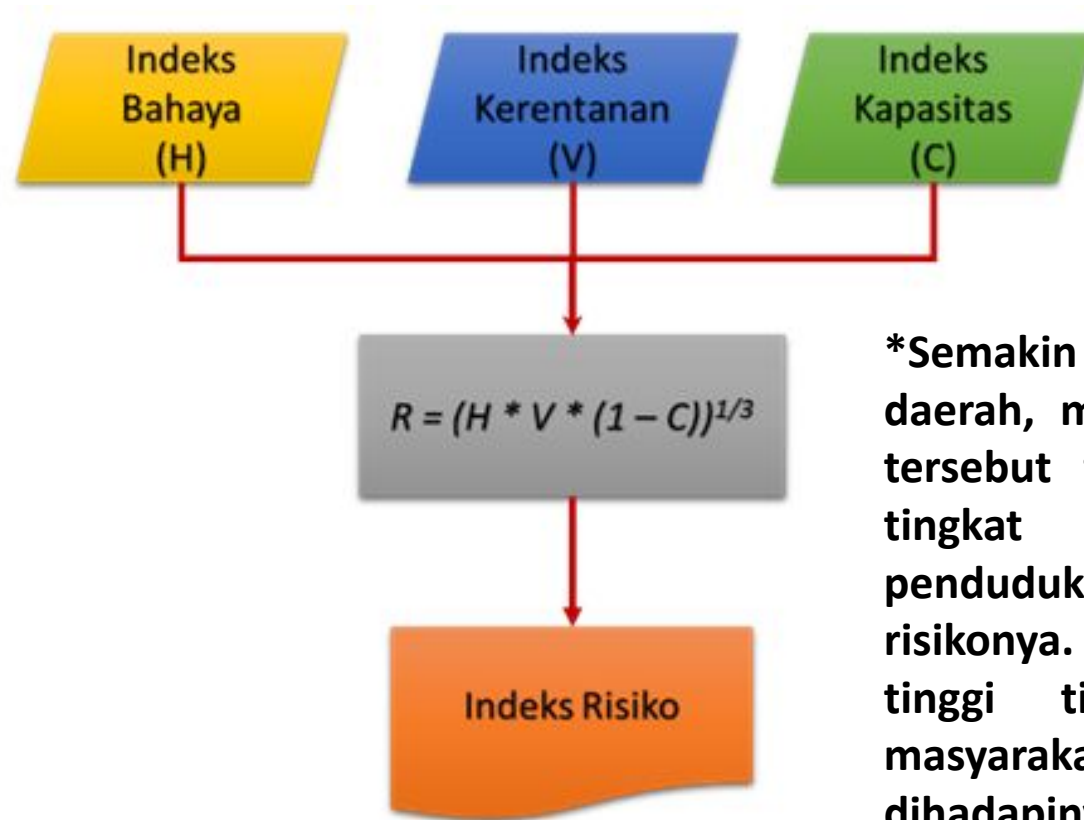 Indeks
Bahaya
(H)
Indeks
Kerentanan
(V)
Indeks
Kapasitas
(C)
R = (H * V * (1 – C))^1/3
Indeks Risiko
*Semakin
daerah, m
tersebut
tingkat
penduduk
risikonya.
tinggi ti
masyaraka
dihadapiny